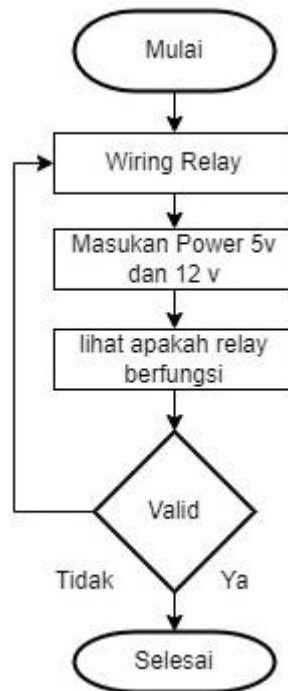 Mulai
Wiring Relay
Masukan Power 5v
dan 12 v
lihat apakah relay
berfungsi
Valid
Tidak
Ya
Selesai